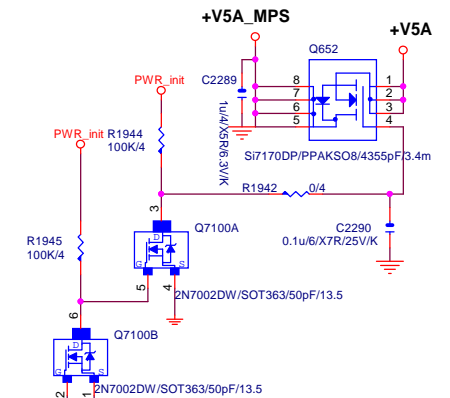 +V5A_MPS
+V5A
Q652
C2289
1u/4/X5R/6.3V/K
8
7
6
5
1
2
3
4
Si7170DP/PPAKSO8/4355pF/3.4m
PWR_init
R1944
100K/4
PWR_init
R1942
0/4
3
Q7100A
D
G
S
5
4
2N7002DW/SOT363/50pF/13.5
C2290
0.1u/6/X7R/25V/K
R1945
100K/4
6
Q7100B
D
G
S
2
1
2N7002DW/SOT363/50pF/13.5